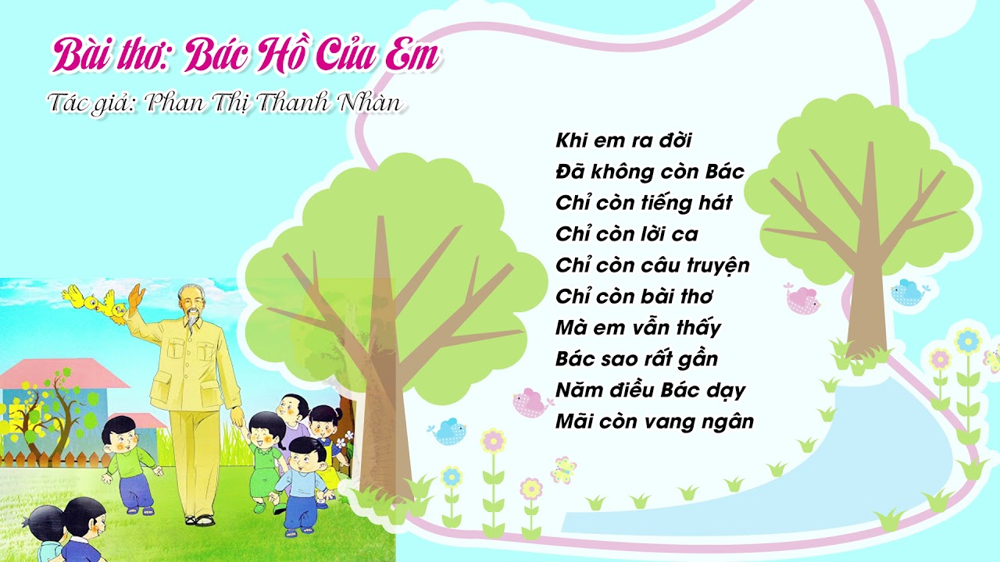 Bài thơ: Bác Hồ Của Em
Tác giả: Phan Thị Thanh Nhàn
Khi em ra đời
Đã không còn Bác
Chỉ còn tiếng hát
Chỉ còn lời ca
Chỉ còn câu truyện
Chỉ còn bài thơ
Mà em vẫn thấy
Bác sao rất gần
Năm điều Bác dạy
Mãi còn vang ngân